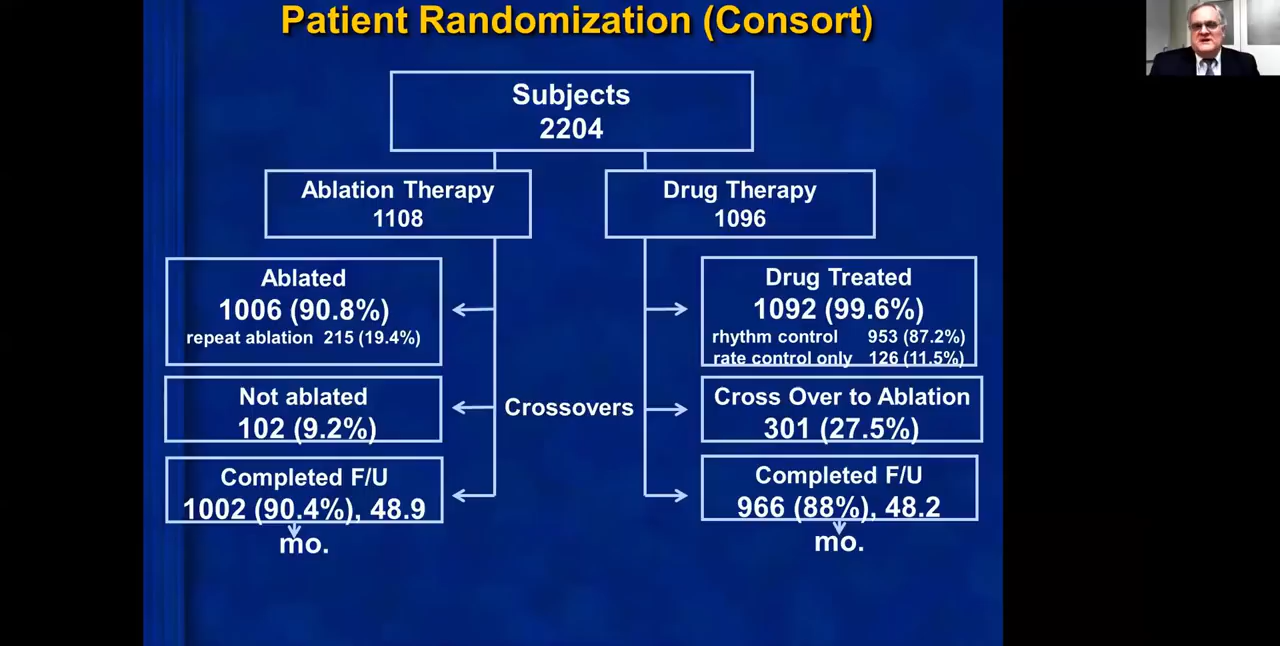 Patient Randomization (Consort)
Subjects
2204
Ablation Therapy
1108
Drug Therapy
1096
Ablated
1006 (90.8%)
repeat ablation 215 (19.4%)
Drug Treated
1092 (99.6%)
rhythm control 953 (87.2%)
rate control only 126 (11.5%)
Not ablated
102 (9.2%)
Crossovers
Cross Over to Ablation
301 (27.5%)
Completed F/U
1002 (90.4%), 48.9
mo.
Completed F/U
966 (88%), 48.2
mo.